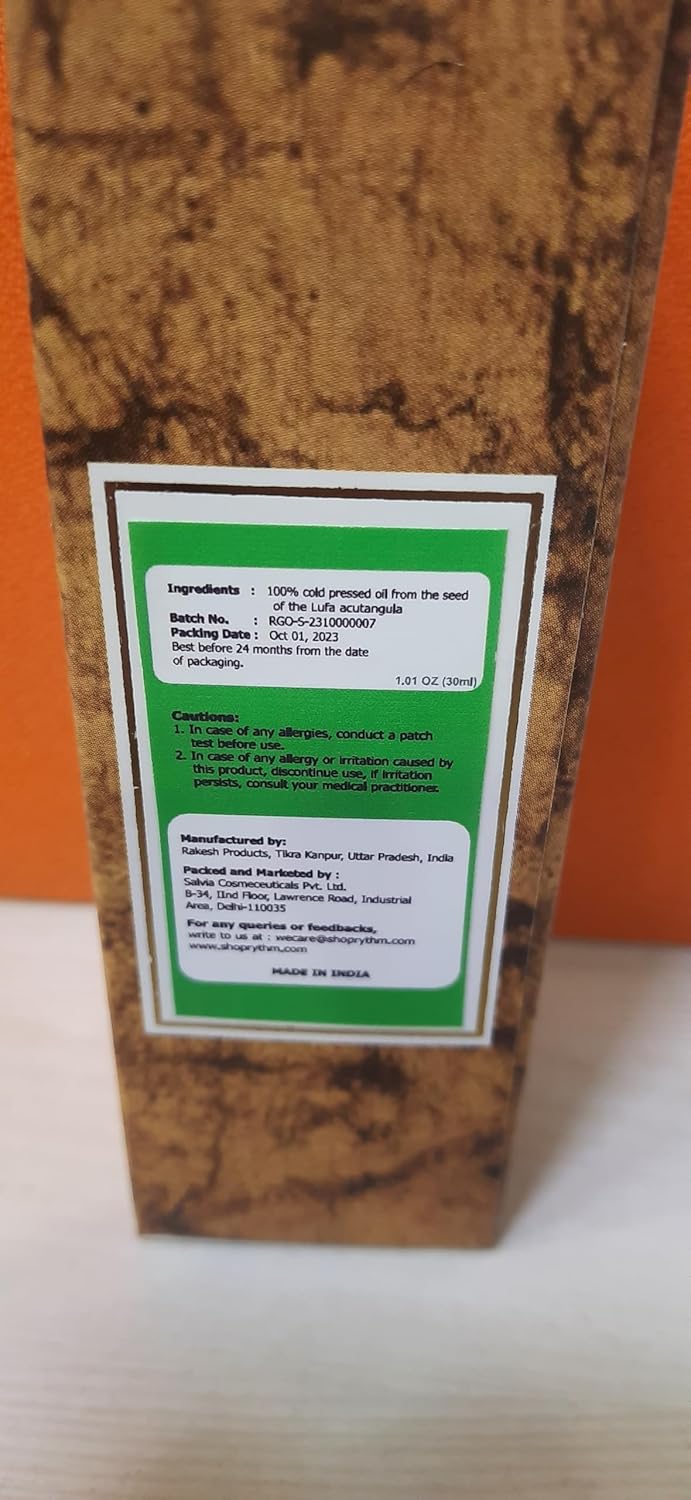 Ingredients : 100% cold pressed oil from the seed
of the Lufa acutangula
Batch No. : RGO-S-2310000007
Packing Date : Oct 01, 2023
Best before 24 months from the date
of packaging.
1.01 OZ (30ml)
Cautions:
1. In case of any allergies, conduct a patch
test before use.
2. In case of any allergy or irritation caused by
this product, discontinue use, if irritation
persists, consult your medical practitioner.
Manufactured by:
Rakesh Products, Tikra Kanpur, Uttar Pradesh, India
Packed and Marketed by :
Salvia Cosmeceuticals Pvt. Ltd.
B-34, IInd Floor, Lawrence Road, Industrial
Area, Delhi-110035
For any queries or feedbacks,
write to us at : wecare@shoprythm.com
www.shoprythm.com
MADE IN INDIA